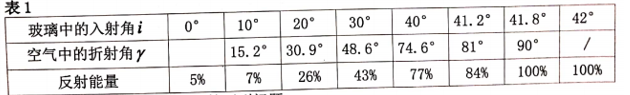 表1
玻璃中的入射角i 0° 10° 20° 30° 40° 41.2° 41.8° 42°
空气中的折射角γ 15.2° 30.9° 48.6° 74.6° 81° 90° /
反射能量 5% 7% 26% 43% 77% 84% 100% 100%